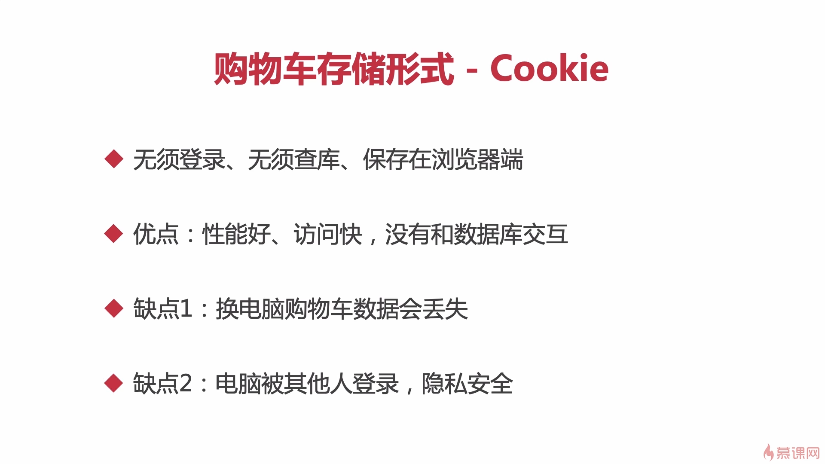 购物车存储形式 - Cookie
无须登录、无须查库、保存在浏览器端
优点：性能好、访问快，没有和数据库交互
缺点1：换电脑购物车数据会丢失
缺点2：电脑被其他人登录，隐私安全
慕课网